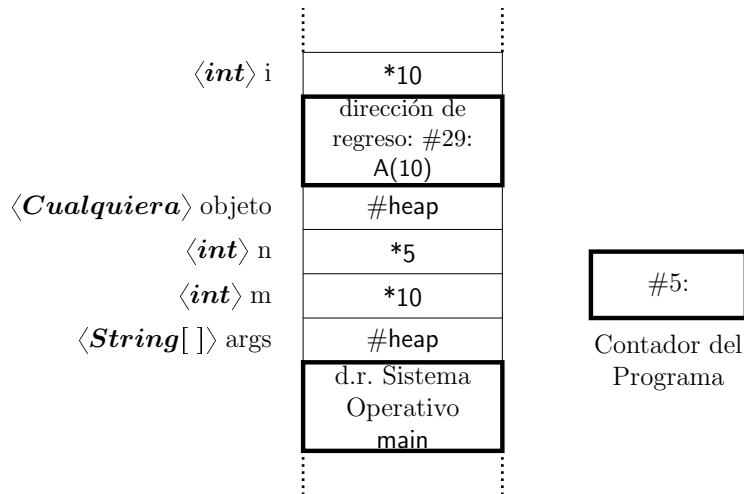 ⟨int⟩ i
*10
dirección de
regreso: #29:
A(10)
⟨Cualquiera⟩ objeto
#heap
⟨int⟩ n
*5
⟨int⟩ m
*10
⟨String[ ]⟩ args
#heap
d.r. Sistema
Operativo
main
#5:
Contador del
Programa